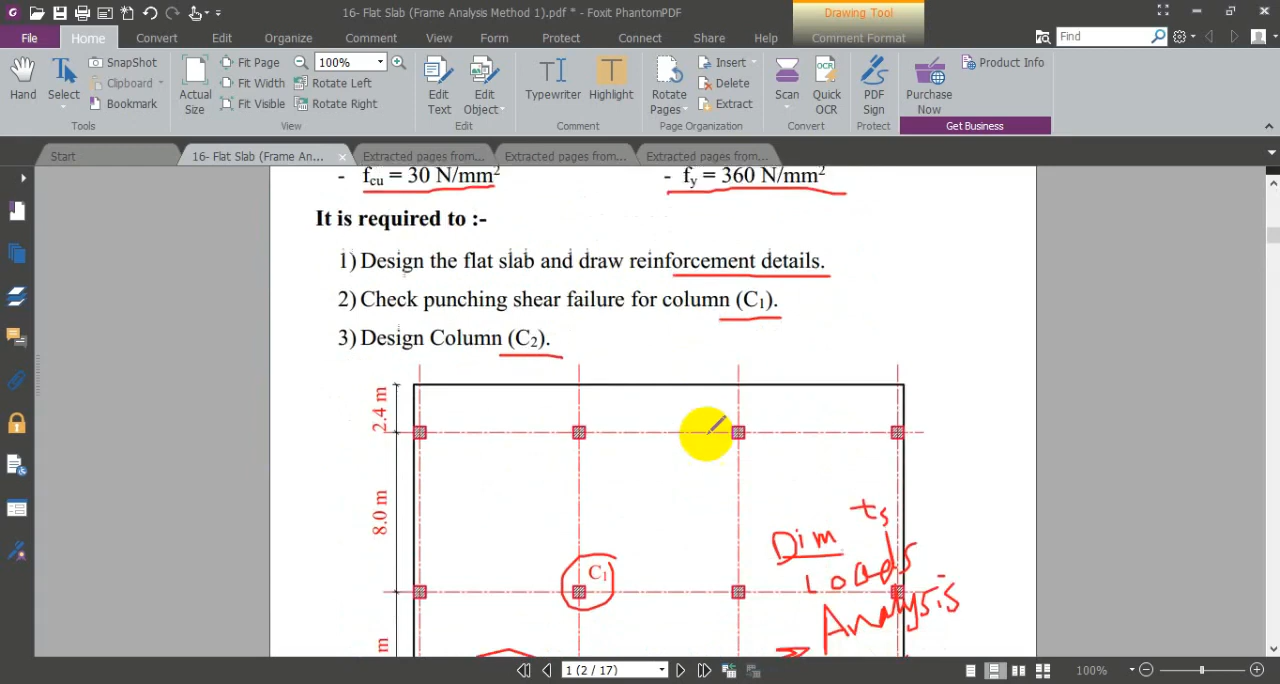 16- Flat Slab (Frame Analysis Method 1).pdf * - Foxit PhantomPDF
Drawing Tool
File
Home
Convert
Edit
Organize
Comment
View
Form
Protect
Connect
Share
Help
Comment Format
Find
Hand
Select
SnapShot
Clipboard
Bookmark
Tools
Actual Size
Fit Page
Fit Width
Fit Visible
100%
Rotate Left
Rotate Right
View
Edit Text
Edit Object
Edit
Typewriter
Highlight
Comment
Rotate Pages
Insert
Delete
Extract
Page Organization
Scan
Quick OCR
Convert
PDF Sign
Protect
Purchase Now
Product Info
Get Business
Start
16- Flat Slab (Frame An...
Extracted pages from...
Extracted pages from...
Extracted pages from...
- fcu = 30 N/mm2
- fy = 360 N/mm2
It is required to :-
1) Design the flat slab and draw reinforcement details.
2) Check punching shear failure for column (C1).
3) Design Column (C2).
2.4 m
8.0 m
m
C1
ts
Dim
Loads
Analysis
1 (2 / 17)
100%